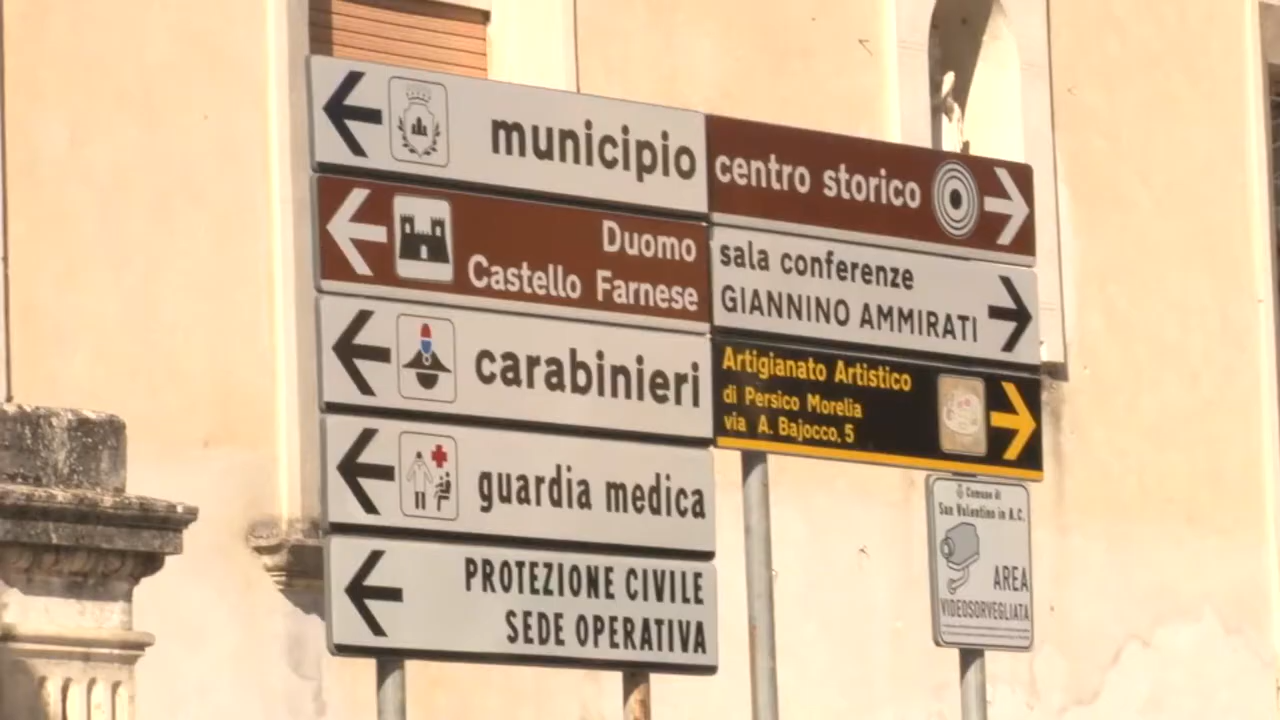 municipio
Duomo
Castello Farnese
carabinieri
guardia medica
PROTEZIONE CIVILE
SEDE OPERATIVA
centro storico
sala conferenze
GIANNINO AMMIRATI
Artigianato Artistico
di Persico Morelia
via A. Bajocco, 5
Comune di
San Valentino in A.C.
AREA
VIDEOSORVEGLIATA